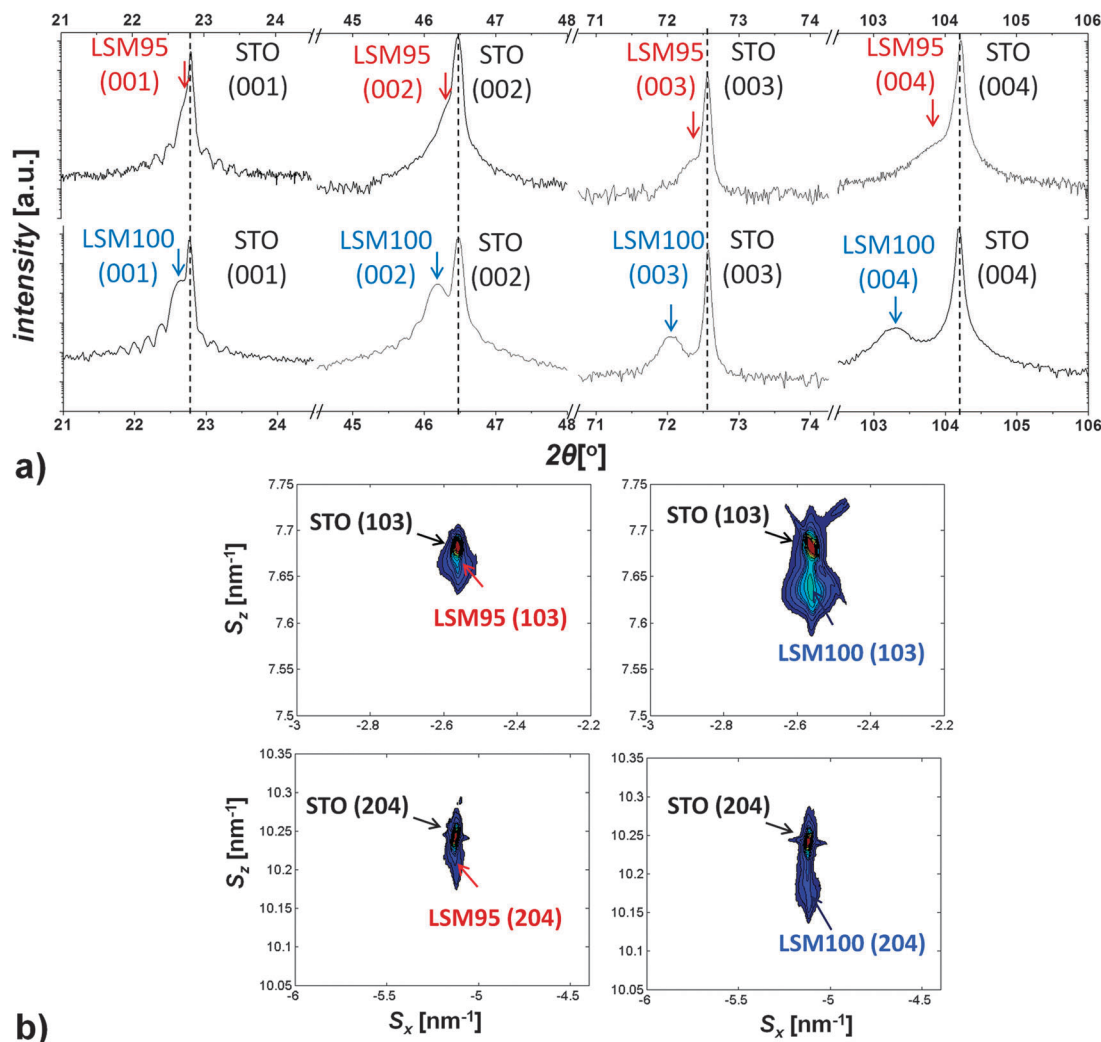 21 22 23 24 45 46 47 48 71 72 73 74 103 104 105 106
LSM95 STO LSM95 STO LSM95 STO LSM95 STO
(001) (001) (002) (002) (003) (003) (004) (004)
intensity [a.u.]
LSM100 STO LSM100 STO LSM100 STO LSM100 STO
(001) (001) (002) (002) (003) (003) (004) (004)
21 22 23 24 45 46 47 48 71 72 73 74 103 104 105 106
2θ[°]
a)
7.75
7.7
7.65
7.6
7.55
7.5
S_z [nm⁻¹]
STO (103)
LSM95 (103)
-3 -2.8 -2.6 -2.4 -2.2
7.75
7.7
7.65
7.6
7.55
7.5
STO (103)
LSM100 (103)
-3 -2.8 -2.6 -2.4 -2.2
10.35
10.3
10.25
10.2
10.15
10.1
10.05
S_z [nm⁻¹]
STO (204)
LSM95 (204)
-6 -5.5 -5 -4.5
S_x [nm⁻¹]
10.35
10.3
10.25
10.2
10.15
10.1
10.05
STO (204)
LSM100 (204)
-6 -5.5 -5 -4.5
S_x [nm⁻¹]
b)